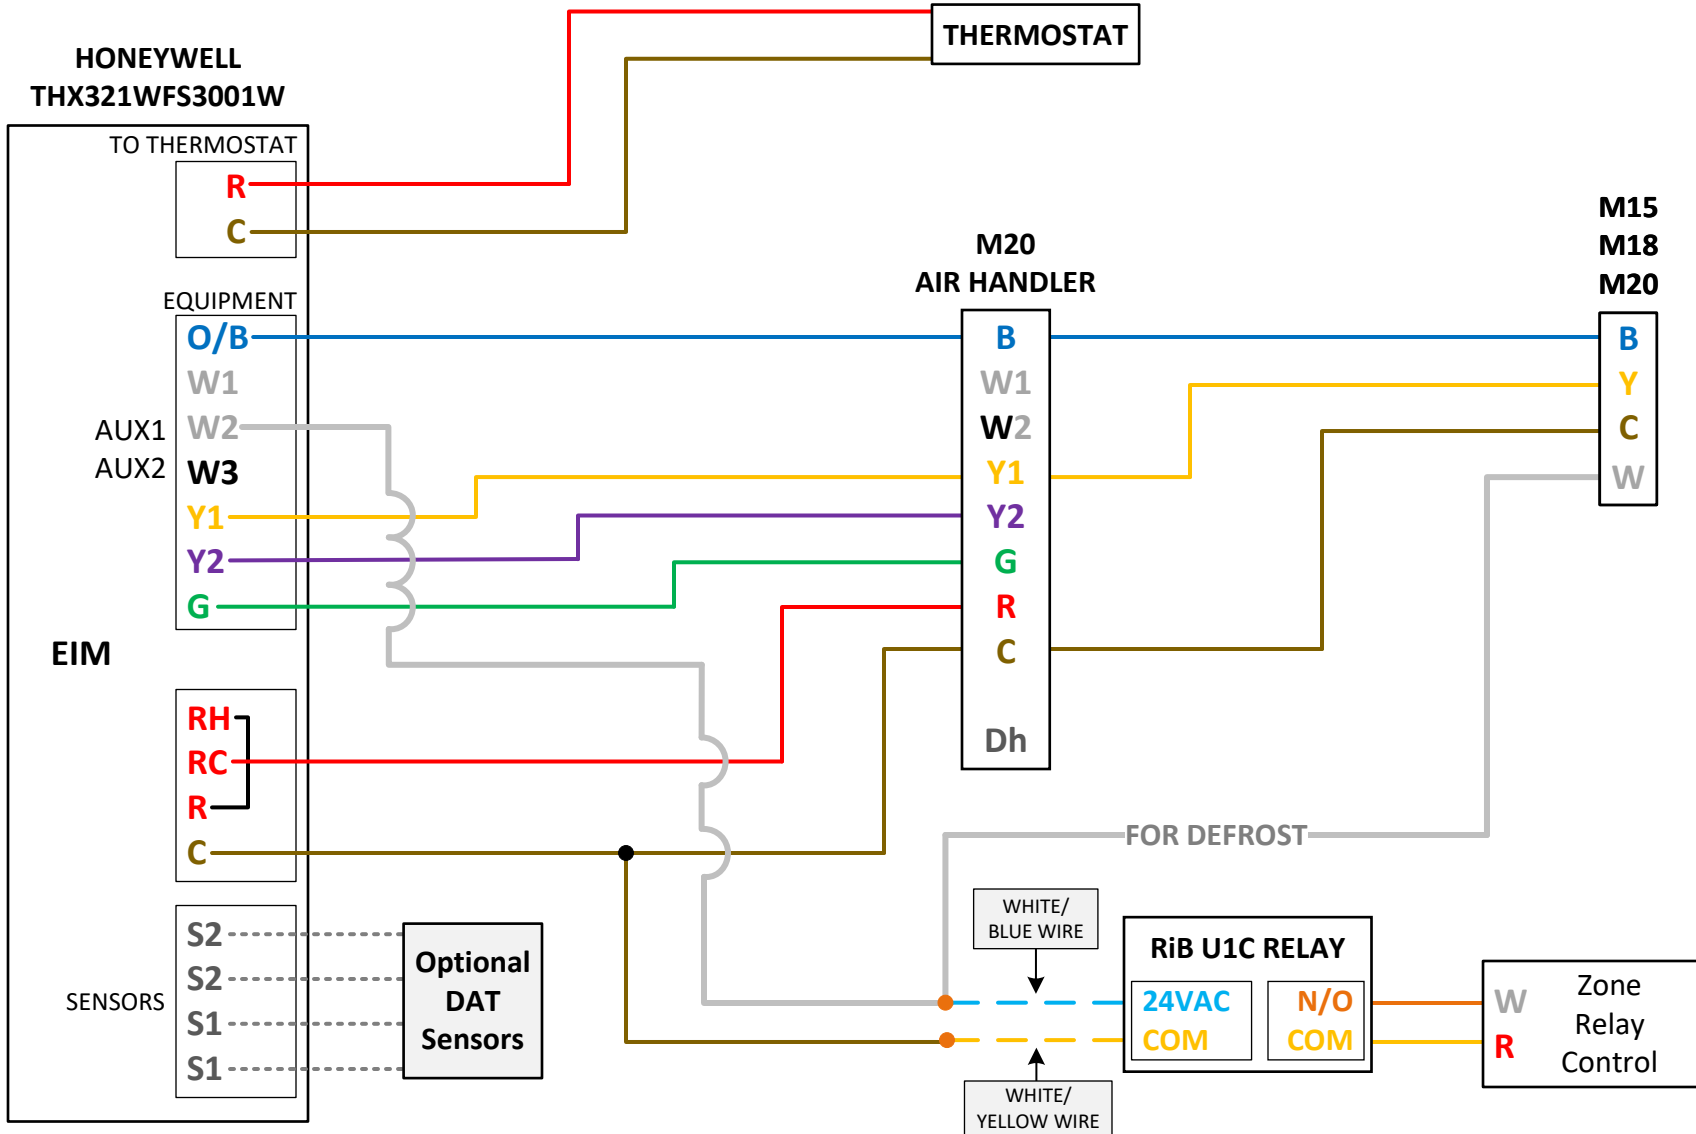 THERMOSTAT
HONEYWELL
THX321WFS3001W
TO THERMOSTAT
R
C
EQUIPMENT
O/B
W1
AUX1 W2
AUX2 W3
Y1
Y2
G
EIM
RH
RC
R
C
SENSORS
S2
S2
S1
S1
Optional
DAT
Sensors
M20
AIR HANDLER
B
W1
W2
Y1
Y2
G
R
C
Dh
M15
M18
M20
B
Y
C
W
FOR DEFROST
WHITE/
BLUE WIRE
WHITE/
YELLOW WIRE
RiB U1C RELAY
24VAC N/O
COM COM
W
R
Zone
Relay
Control